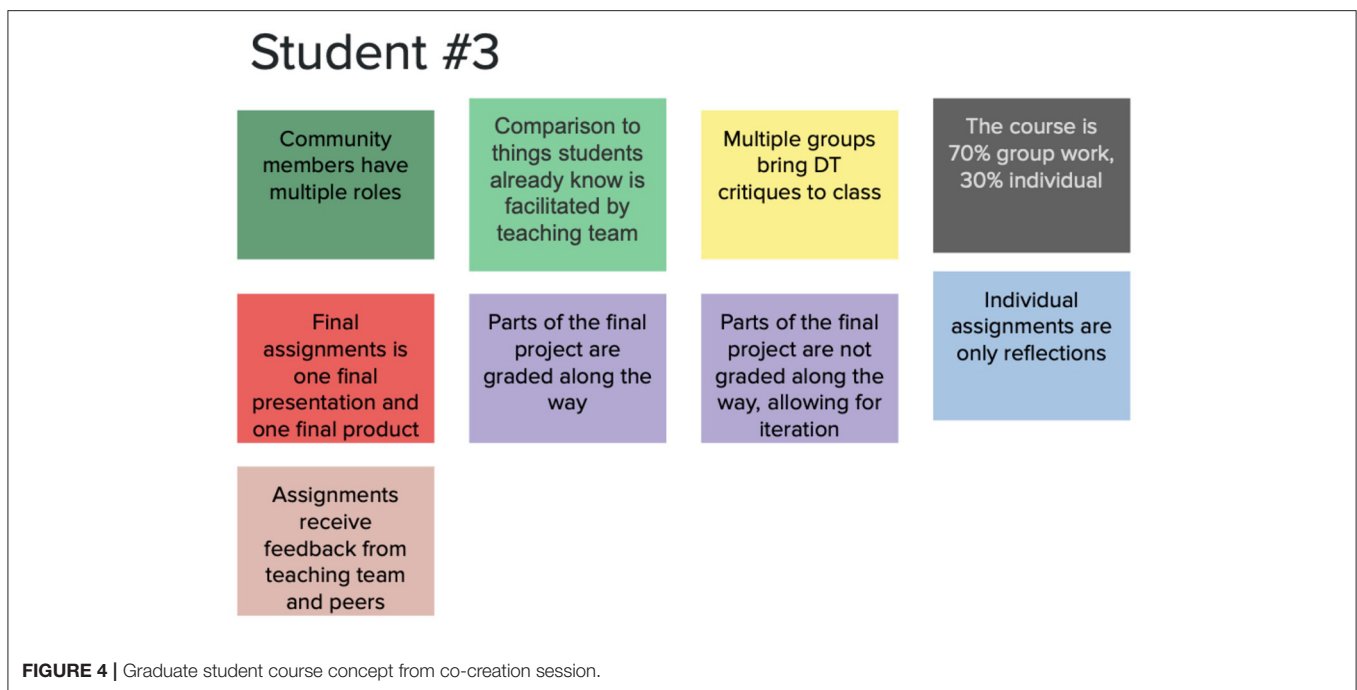 Student #3
Community
members have
multiple roles
Comparison to
things students
already know is
facilitated by
teaching team
Multiple groups
bring DT
critiques to class
The course is
70% group work,
30% individual
Final
assignments is
one final
presentation and
one final product
Parts of the final
project are
graded along the
way
Parts of the final
project are not
graded along the
way, allowing for
iteration
Individual
assignments are
only reflections
Assignments
receive
feedback from
teaching team
and peers
FIGURE 4 | Graduate student course concept from co-creation session.